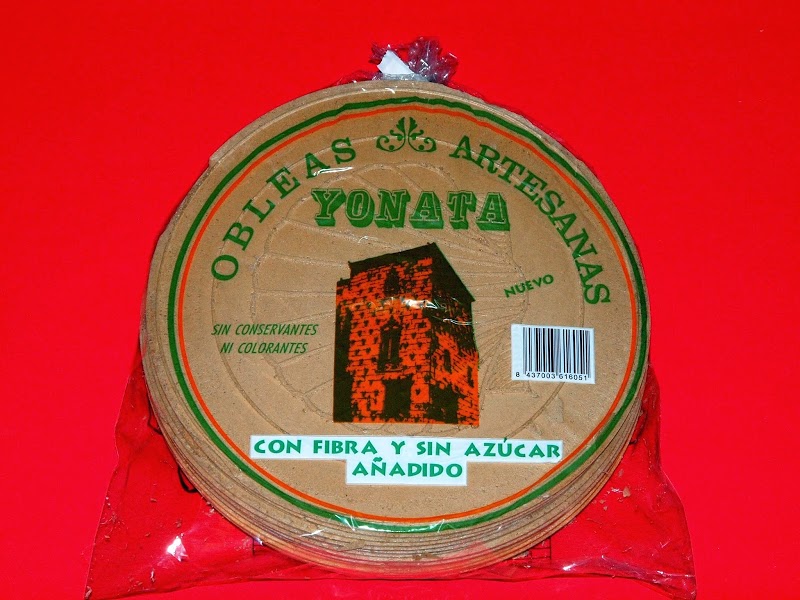 OBLEAS ARTESANAS
YONATA
NUEVO
SIN CONSERVANTES
NI COLORANTES
8 437003 616051
CON FIBRA Y SIN AZÚCAR
AÑADIDO